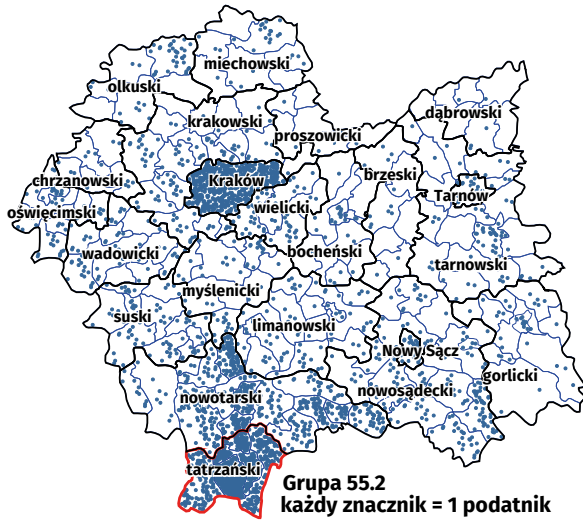 miechowski
olkuski
krakowski
dąbrowski
proszowicki
chrzanowski
Kraków
brzeski
Tarnów
oświęcimski
wielicki
wadowicki
bocheński
tarnowski
myślenicki
suski
limanowski
Nowy Sącz
gorlicki
nowotarski
nowosądecki
tatrzański
Grupa 55.2
każdy znacznik = 1 podatnik